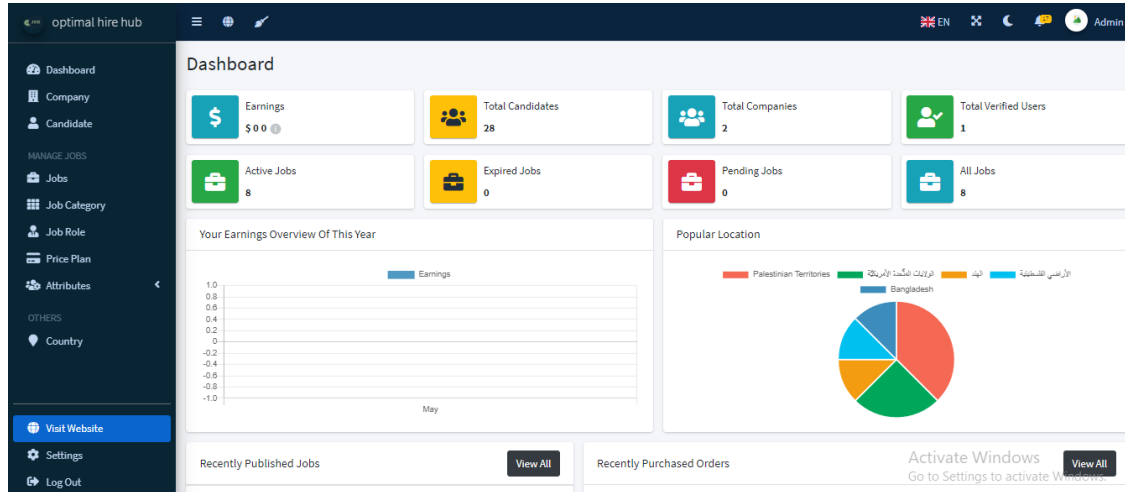 optimal hire hub
EN
Admin
Dashboard
Company
Candidate
MANAGE JOBS
Jobs
Job Category
Job Role
Price Plan
Attributes
OTHERS
Country
Visit Website
Settings
Log Out
Dashboard
Earnings
$ 0 0
Total Candidates
28
Total Companies
2
Total Verified Users
1
Active Jobs
8
Expired Jobs
0
Pending Jobs
0
All Jobs
8
Your Earnings Overview Of This Year
Earnings
1.0
0.8
0.6
0.4
0.2
0
-0.2
-0.4
-0.6
-0.8
-1.0
May
Popular Location
Palestinian Territories
الولايات المتّحدة الأمريكيّة
الهند
الأراضي الفلسطينية
Bangladesh
Recently Published Jobs
View All
Recently Purchased Orders
View All
Activate Windows
Go to Settings to activate Windows.